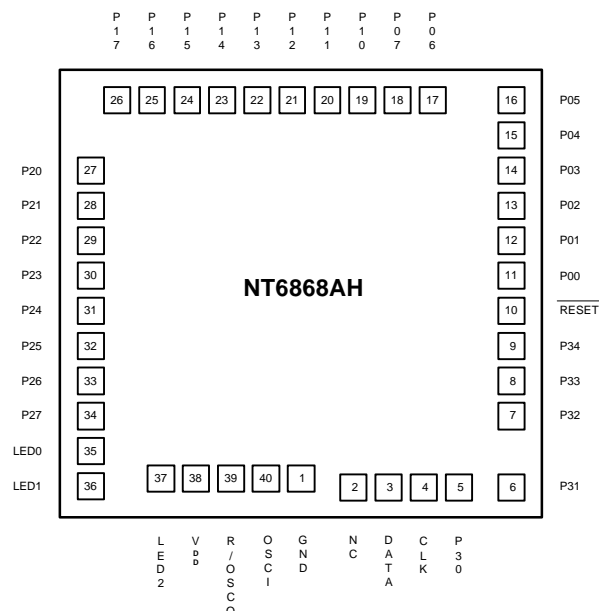 P17 P16 P15 P14 P13 P12 P11 P10 P07 P06
26 25 24 23 22 21 20 19 18 17 16 P05
15 P04
P20 27 14 P03
P21 28 13 P02
P22 29 12 P01
P23 30 11 P00
NT6868AH
P24 31 10 RESET
P25 32 9 P34
P26 33 8 P33
P27 34 7 P32
LED0 35
LED1 36 37 38 39 40 1 2 3 4 5 6 P31
LED2 VDD R/OSCO OSCI GND NC DATA CLK P30